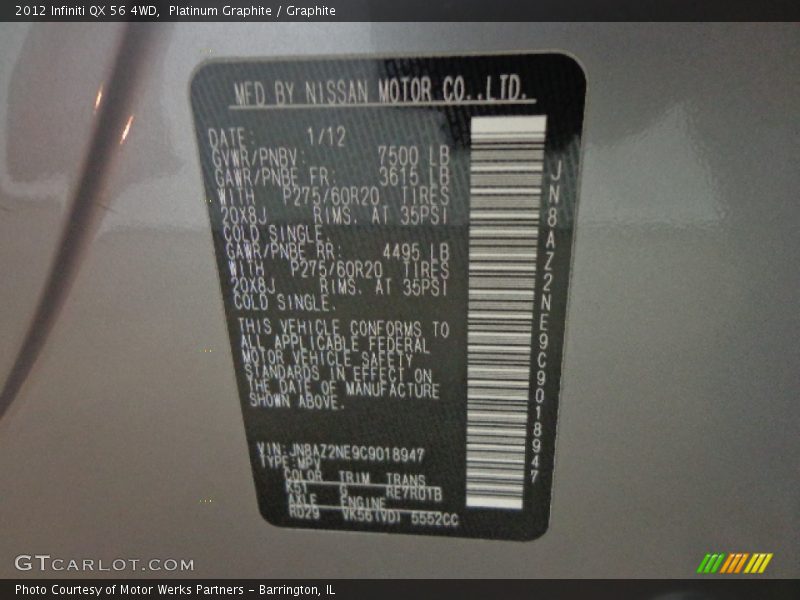 2012 Infiniti QX 56 4WD, Platinum Graphite / Graphite
MFD BY NISSAN MOTOR CO.,LTD.
DATE: 1/12
GVWR/PNBV: 7500 LB
GAWR/PNBE FR: 3615 LB
WITH P275/60R20 TIRES
20X8J RIMS. AT 35PSI
COLD SINGLE.
GAWR/PNBE RR: 4495 LB
WITH P275/60R20 TIRES
20X8J RIMS. AT 35PSI
COLD SINGLE.
THIS VEHICLE CONFORMS TO
ALL APPLICABLE FEDERAL
MOTOR VEHICLE SAFETY
STANDARDS IN EFFECT ON
THE DATE OF MANUFACTURE
SHOWN ABOVE.
VIN: JN8AZ2NE9C9018947
TYPE: MPV
COLOR TRIM TRANS
K51 G RE7R01B
AXLE ENGINE
RD29 VK56(VD) 5552CC
JN8AZ2NE9C9018947
GTCARLOT.COM
Photo Courtesy of Motor Werks Partners - Barrington, IL